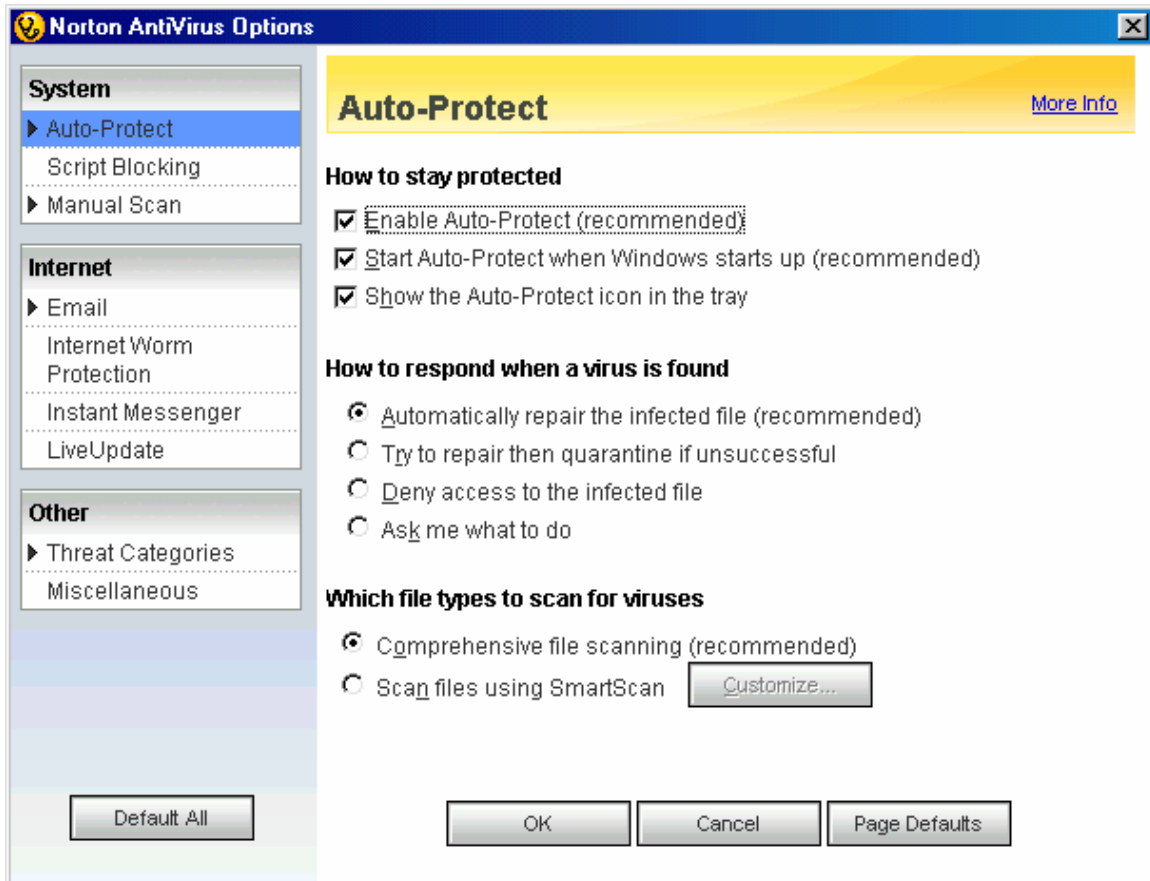 Norton AntiVirus Options
System
Auto-Protect
Script Blocking
Manual Scan
Internet
Email
Internet Worm
Protection
Instant Messenger
LiveUpdate
Other
Threat Categories
Miscellaneous
Default All
Auto-Protect
More Info
How to stay protected
Enable Auto-Protect (recommended)
Start Auto-Protect when Windows starts up (recommended)
Show the Auto-Protect icon in the tray
How to respond when a virus is found
Automatically repair the infected file (recommended)
Try to repair then quarantine if unsuccessful
Deny access to the infected file
Ask me what to do
Which file types to scan for viruses
Comprehensive file scanning (recommended)
Scan files using SmartScan
Customize...
OK
Cancel
Page Defaults